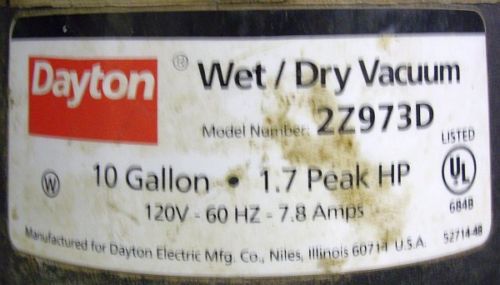 Dayton ® Wet / Dry Vacuum
Model Number: 2Z973D
LISTED
UL
684B
W 10 Gallon • 1.7 Peak HP
120V - 60 HZ - 7.8 Amps
Manufactured for Dayton Electric Mfg. Co., Niles, Illinois 60714 U.S.A. 52714-4B